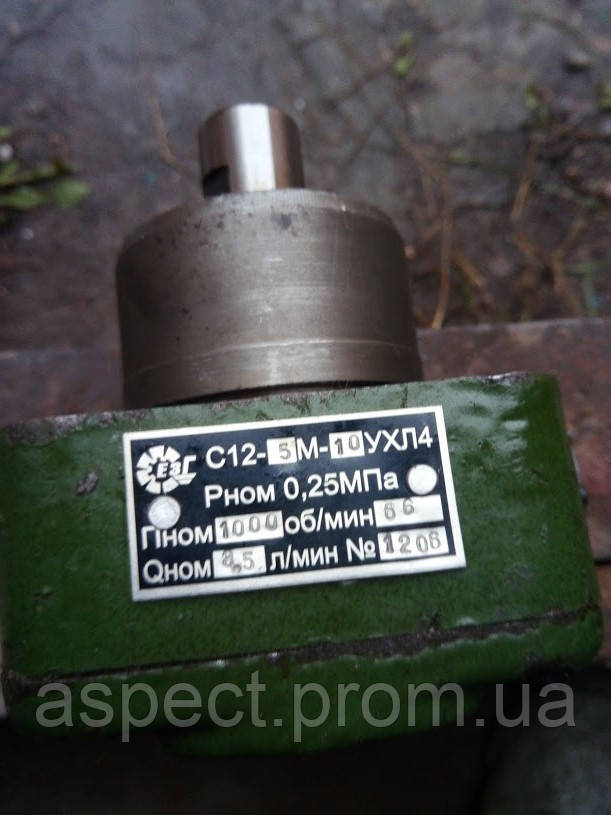 С12-5М-10УХЛ4
Рном 0,25МПа
Пном 1000 об/мин 66
Qном 8,5 л/мин № 1206
aspect.prom.ua